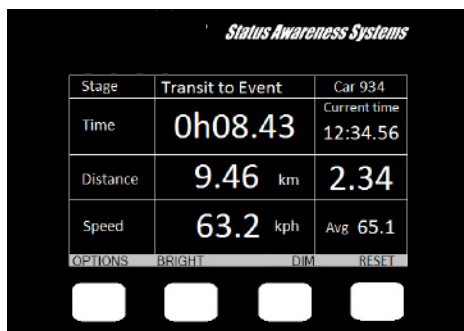 Status Awareness Systems
Stage Transit to Event Car 934
Time 0h08.43 Current time
12:34.56
Distance 9.46 km 2.34
Speed 63.2 kph Avg 65.1
OPTIONS BRIGHT DIM RESET